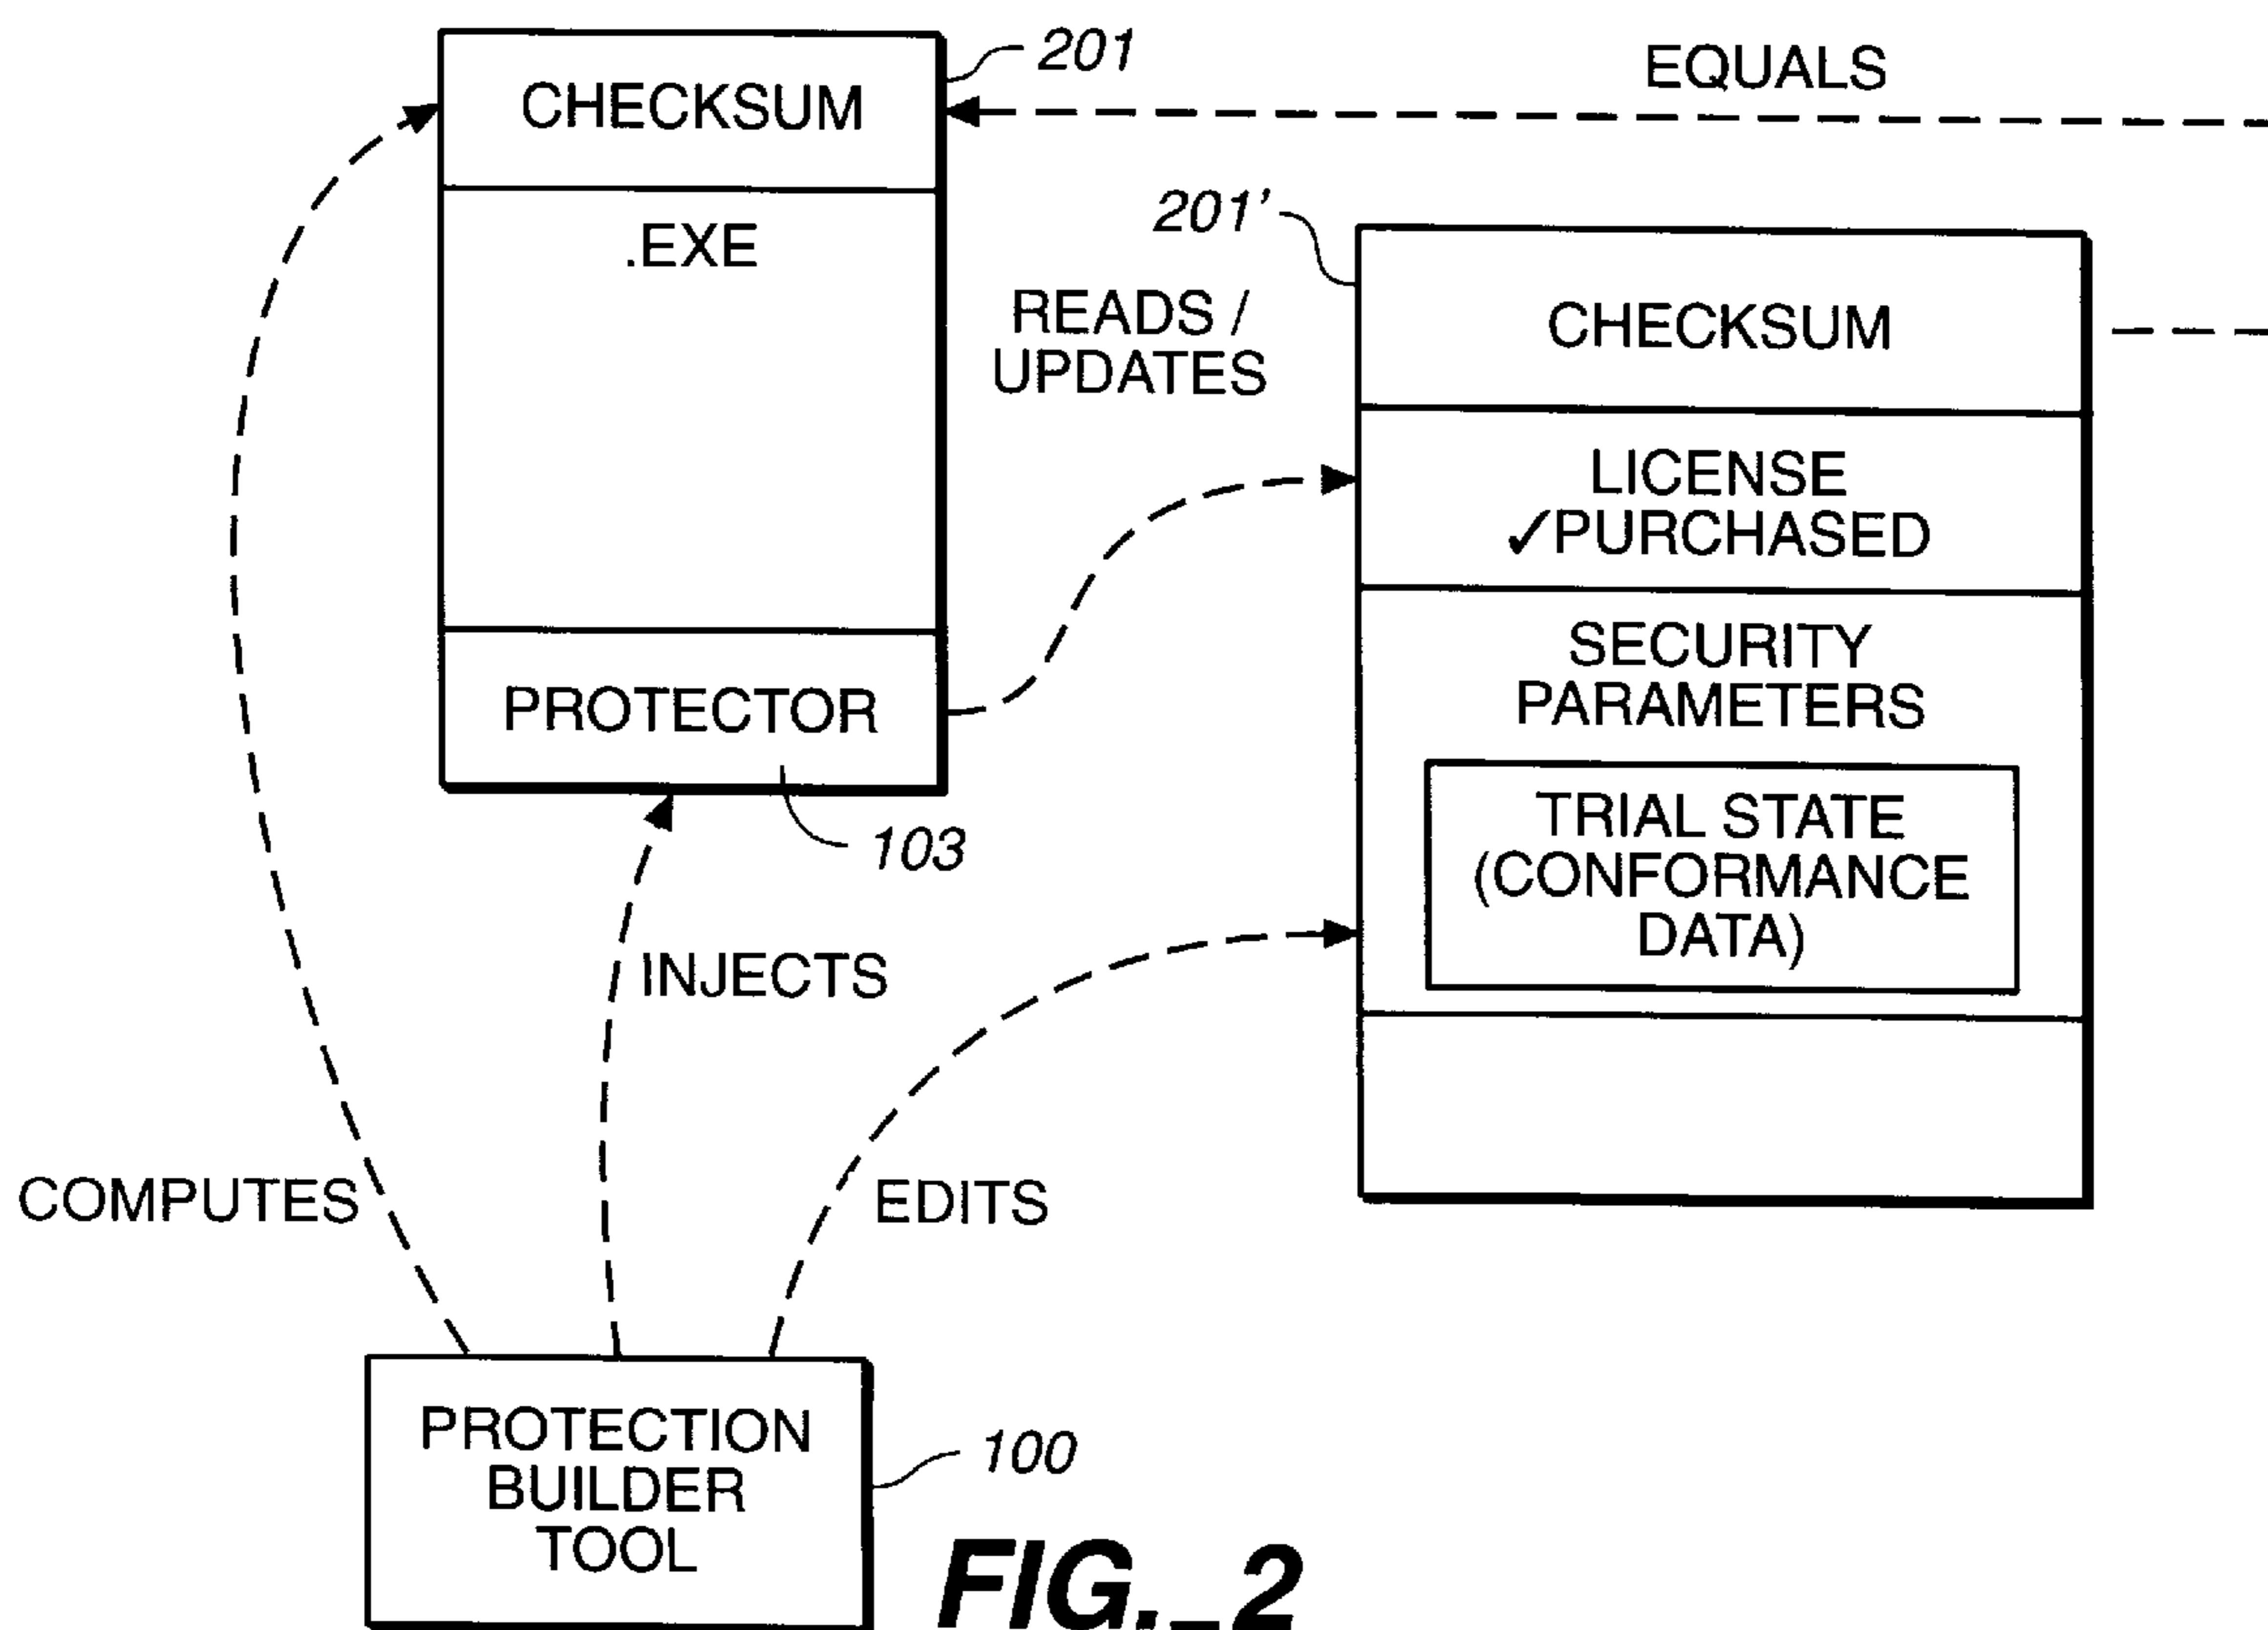 201
EQUALS
CHECKSUM
.EXE
201'
READS /
UPDATES
CHECKSUM
LICENSE
✓PURCHASED
SECURITY
PARAMETERS
PROTECTOR
TRIAL STATE
(CONFORMANCE
DATA)
103
INJECTS
COMPUTES
EDITS
PROTECTION
BUILDER
TOOL
100
FIG._2